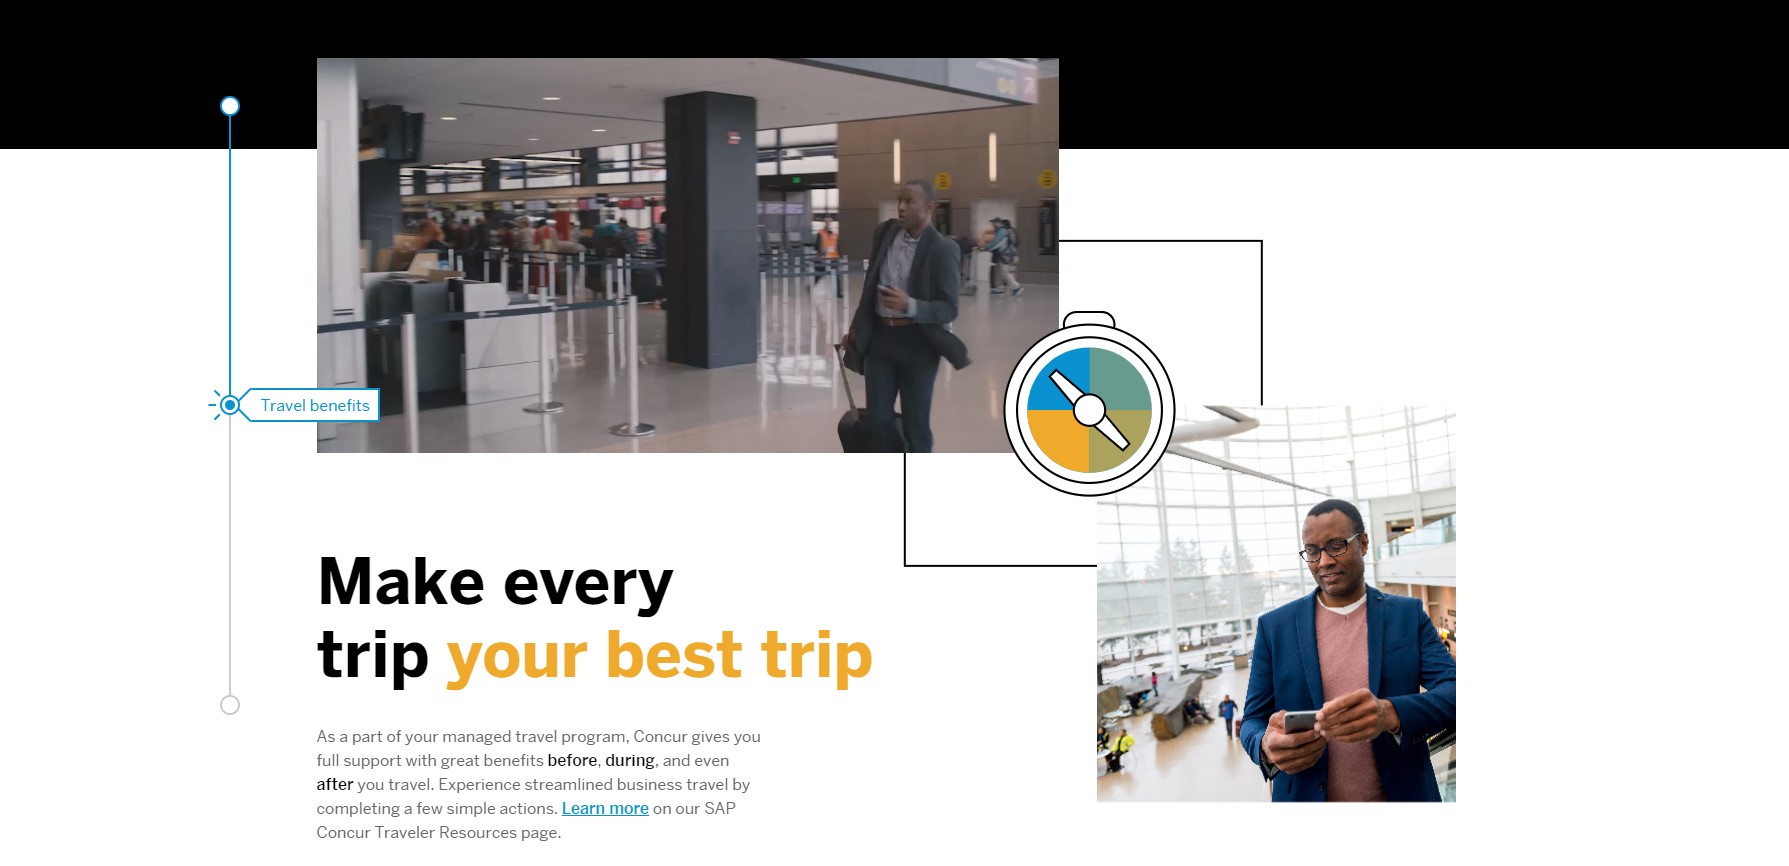 Travel benefits
Make every
trip your best trip
As a part of your managed travel program, Concur gives you
full support with great benefits before, during, and even
after you travel. Experience streamlined business travel by
completing a few simple actions. Learn more on our SAP
Concur Traveler Resources page.